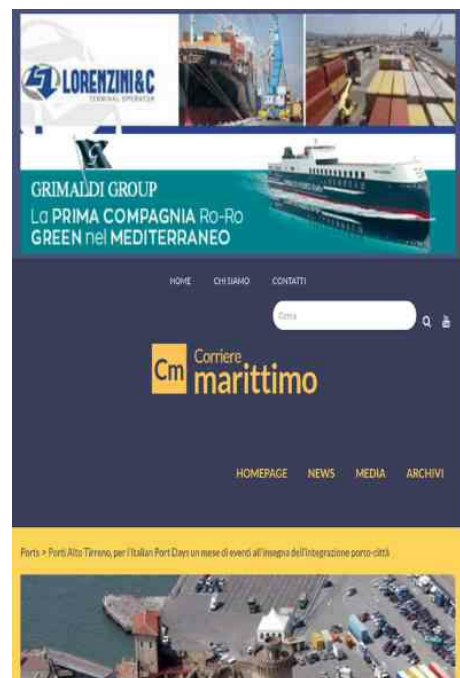 LORENZINI&C
TERMINAL OPERATOR
GRIMALDI GROUP
La PRIMA COMPAGNIA Ro-Ro
GREEN nel MEDITERRANEO
HOME CHI SIAMO CONTATTI
Cerca
Cm Corriere
marittimo
HOMEPAGE NEWS MEDIA ARCHIVI
Ports > Porti Alto Tirreno, per l'Italian Port Days un mese di eventi all'insegna dell'integrazione porto-città